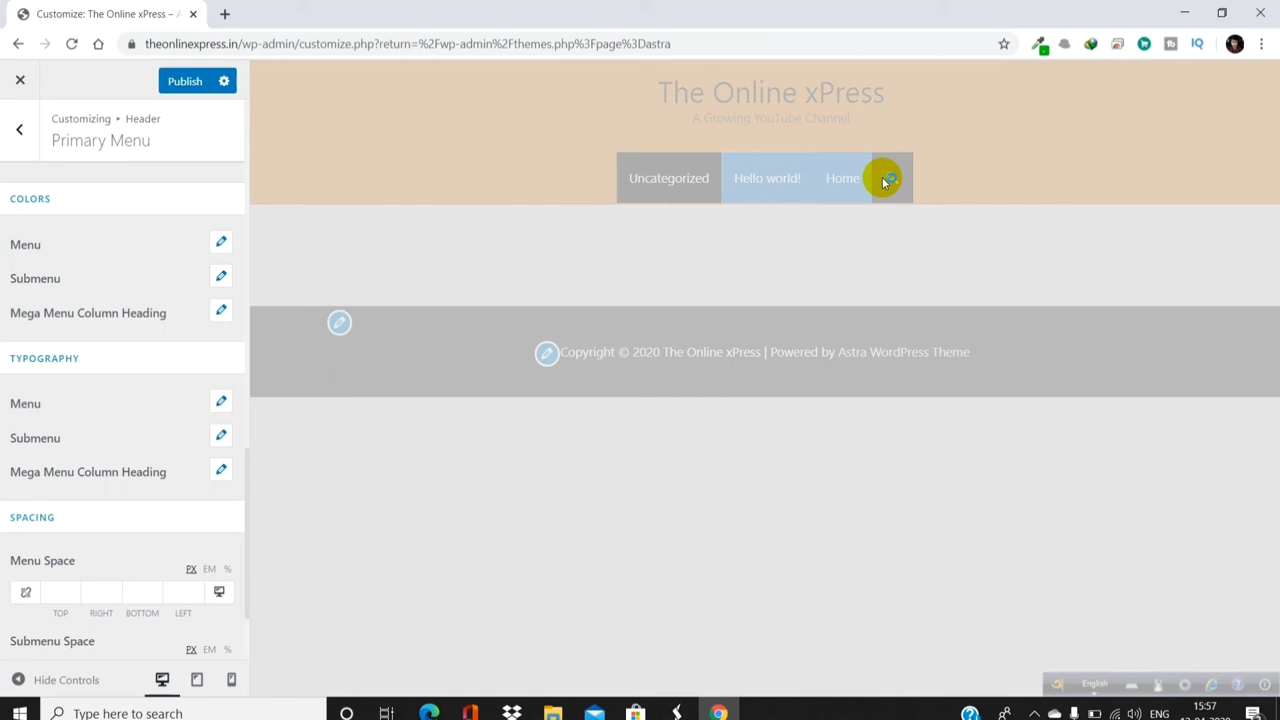 Customize: The Online xPress – A
theonlinexpress.in/wp-admin/customize.php?return=%2Fwp-admin%2Fthemes.php%3Fpage%3Dastra
IQ
Publish
Customizing ▸ Header
Primary Menu
COLORS
Menu
Submenu
Mega Menu Column Heading
TYPOGRAPHY
Menu
Submenu
Mega Menu Column Heading
SPACING
Menu Space
PX EM %
TOP RIGHT BOTTOM LEFT
Submenu Space
PX EM %
Hide Controls
The Online xPress
A Growing YouTube Channel
Uncategorized Hello world! Home
Copyright © 2020 The Online xPress | Powered by Astra WordPress Theme
अ English
Type here to search
ENG
15:57